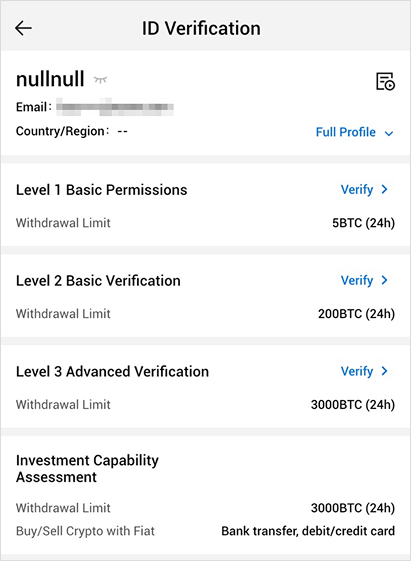 ID Verification
nullnull
Email:
Country/Region: --
Full Profile
Level 1 Basic Permissions
Verify
Withdrawal Limit
5BTC (24h)
Level 2 Basic Verification
Verify
Withdrawal Limit
200BTC (24h)
Level 3 Advanced Verification
Verify
Withdrawal Limit
3000BTC (24h)
Investment Capability
Assessment
Withdrawal Limit
3000BTC (24h)
Buy/Sell Crypto with Fiat
Bank transfer, debit/credit card